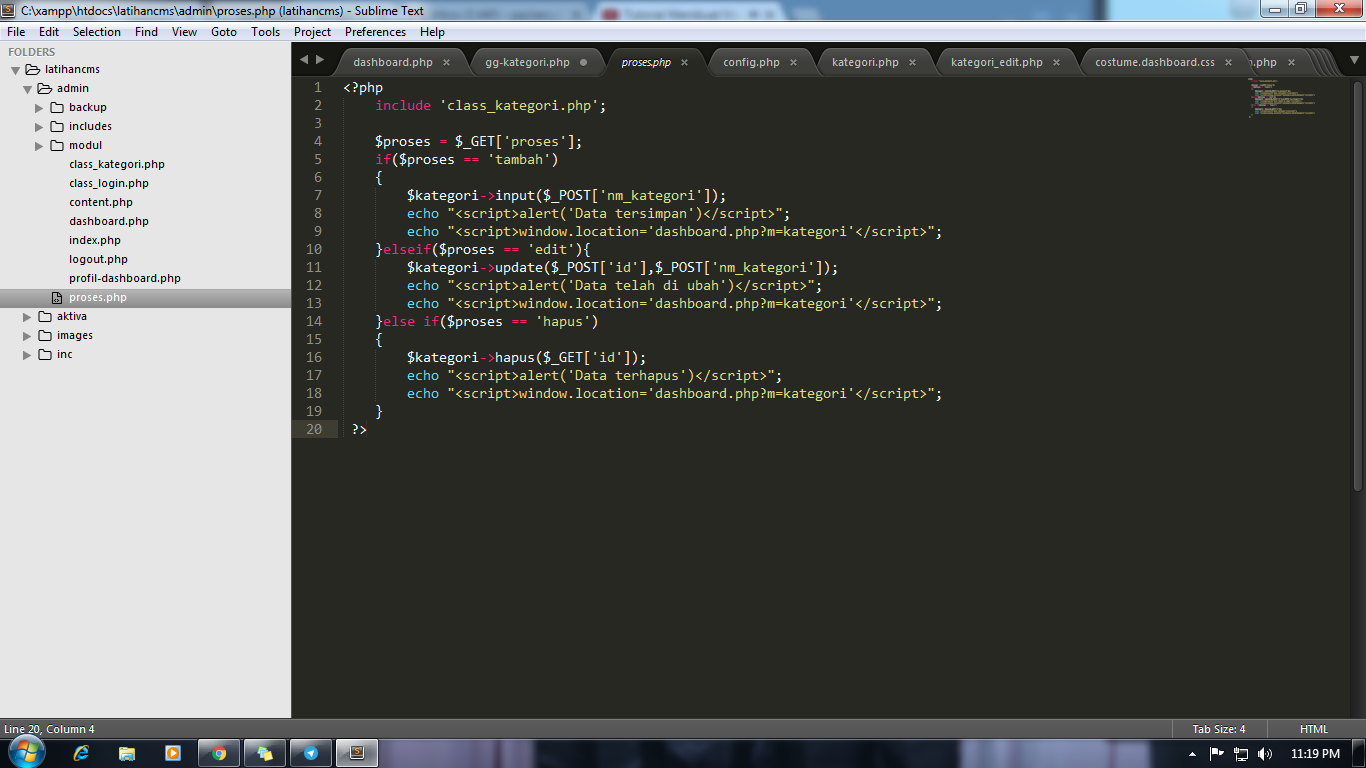 C:\xampp\htdocs\latihancms\admin\proses.php (latihancms) - Sublime Text
File Edit Selection Find View Goto Tools Project Preferences Help
FOLDERS
latihancms
admin
backup
includes
modul
class_kategori.php
class_login.php
content.php
dashboard.php
index.php
logout.php
profil-dashboard.php
proses.php
aktiva
images
inc
dashboard.php × gg-kategori.php proses.php × config.php × kategori.php × kategori_edit.php × costume.dashboard.css × .php ×
1 <?php
2 include 'class_kategori.php';
3
4 $proses = $_GET['proses'];
5 if($proses == 'tambah')
6 {
7 $kategori->input($_POST['nm_kategori']);
8 echo "<script>alert('Data tersimpan')</script>";
9 echo "<script>window.location='dashboard.php?m=kategori'</script>";
10 }elseif($proses == 'edit'){
11 $kategori->update($_POST['id'],$_POST['nm_kategori']);
12 echo "<script>alert('Data telah di ubah')</script>";
13 echo "<script>window.location='dashboard.php?m=kategori'</script>";
14 }else if($proses == 'hapus')
15 {
16 $kategori->hapus($_GET['id']);
17 echo "<script>alert('Data terhapus')</script>";
18 echo "<script>window.location='dashboard.php?m=kategori'</script>";
19 }
20 ?>
Line 20, Column 4
Tab Size: 4
HTML
11:19 PM